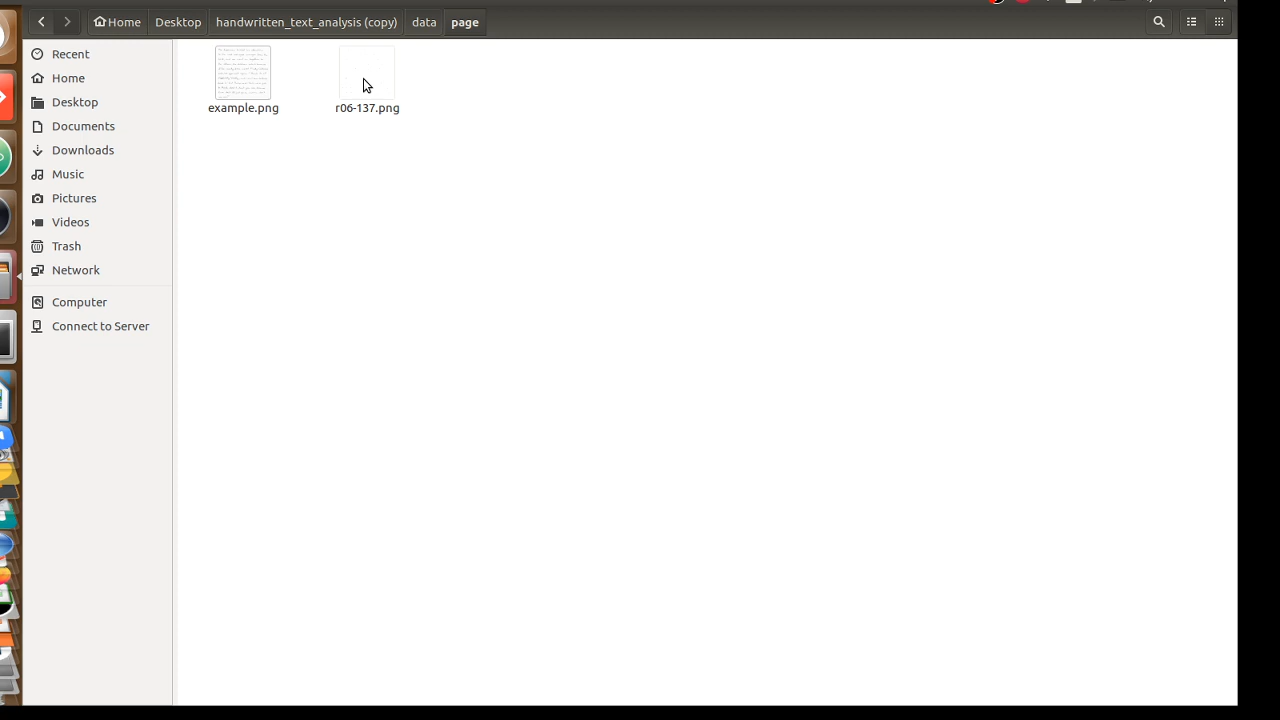 Home Desktop handwritten_text_analysis (copy) data page
Recent
Home
Desktop
Documents
Downloads
Music
Pictures
Videos
Trash
Network
Computer
Connect to Server
example.png r06-137.png